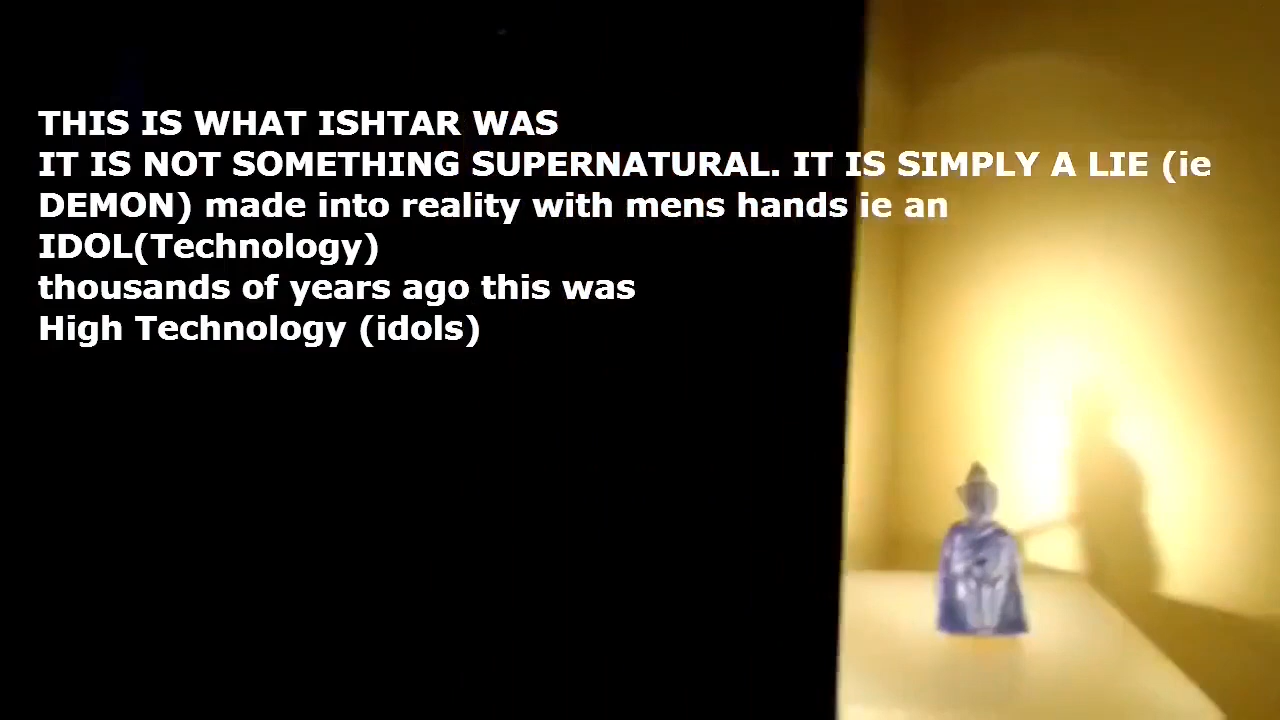 THIS IS WHAT ISHTAR WAS
IT IS NOT SOMETHING SUPERNATURAL. IT IS SIMPLY A LIE (ie
DEMON) made into reality with mens hands ie an
IDOL(Technology)
thousands of years ago this was
High Technology (idols)